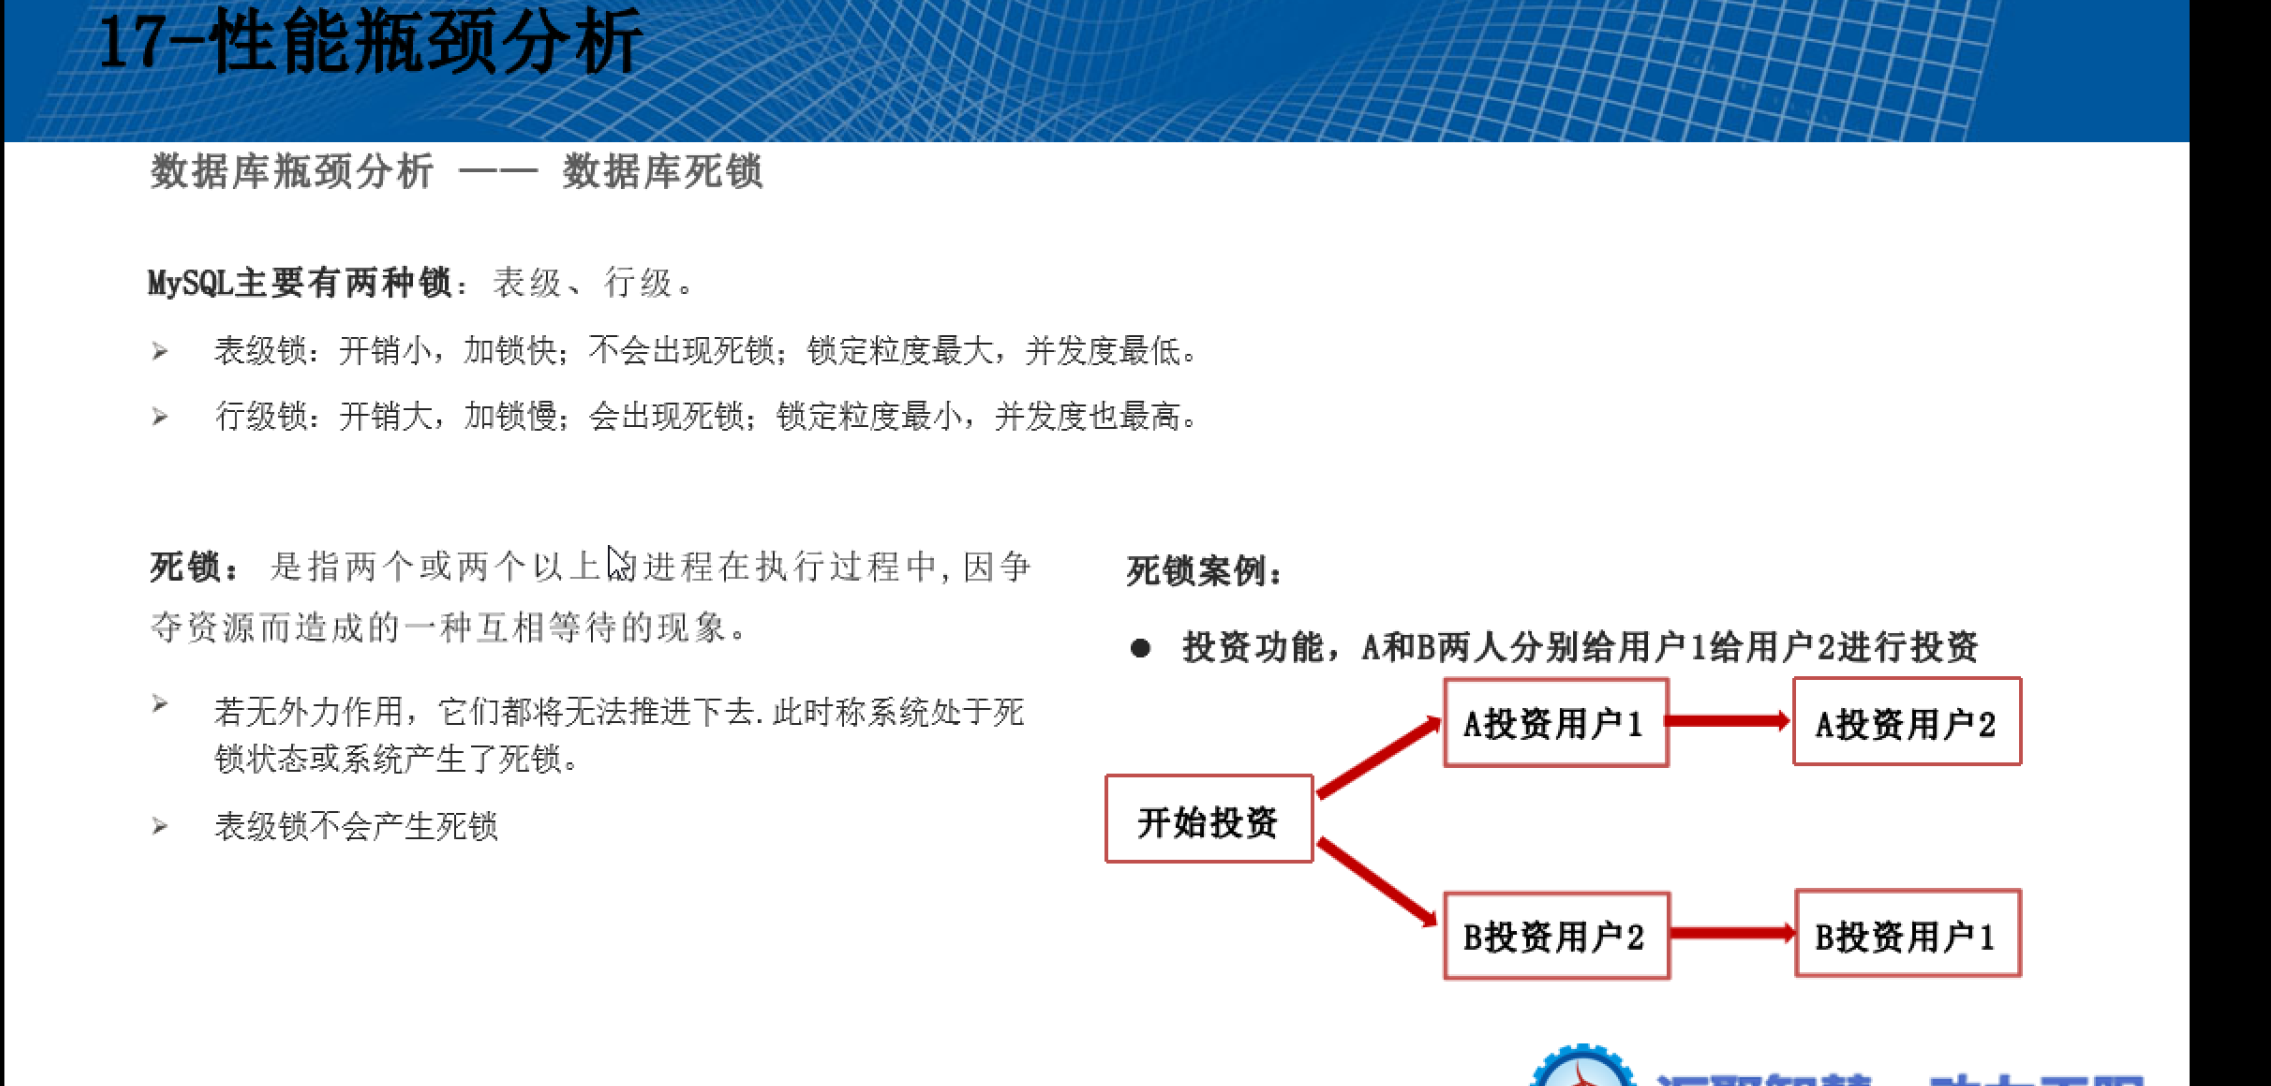 17-性能瓶颈分析
数据库瓶颈分析 —— 数据库死锁
MySQL主要有两种锁：表级、行级。
➢ 表级锁：开销小，加锁快；不会出现死锁；锁定粒度最大，并发度最低。
➢ 行级锁：开销大，加锁慢；会出现死锁；锁定粒度最小，并发度也最高。
死锁： 是指两个或两个以上的进程在执行过程中,因争
夺资源而造成的一种互相等待的现象。
➢ 若无外力作用，它们都将无法推进下去.此时称系统处于死
锁状态或系统产生了死锁。
➢ 表级锁不会产生死锁
死锁案例：
● 投资功能，A和B两人分别给用户1给用户2进行投资
A投资用户1
A投资用户2
开始投资
B投资用户2
B投资用户1